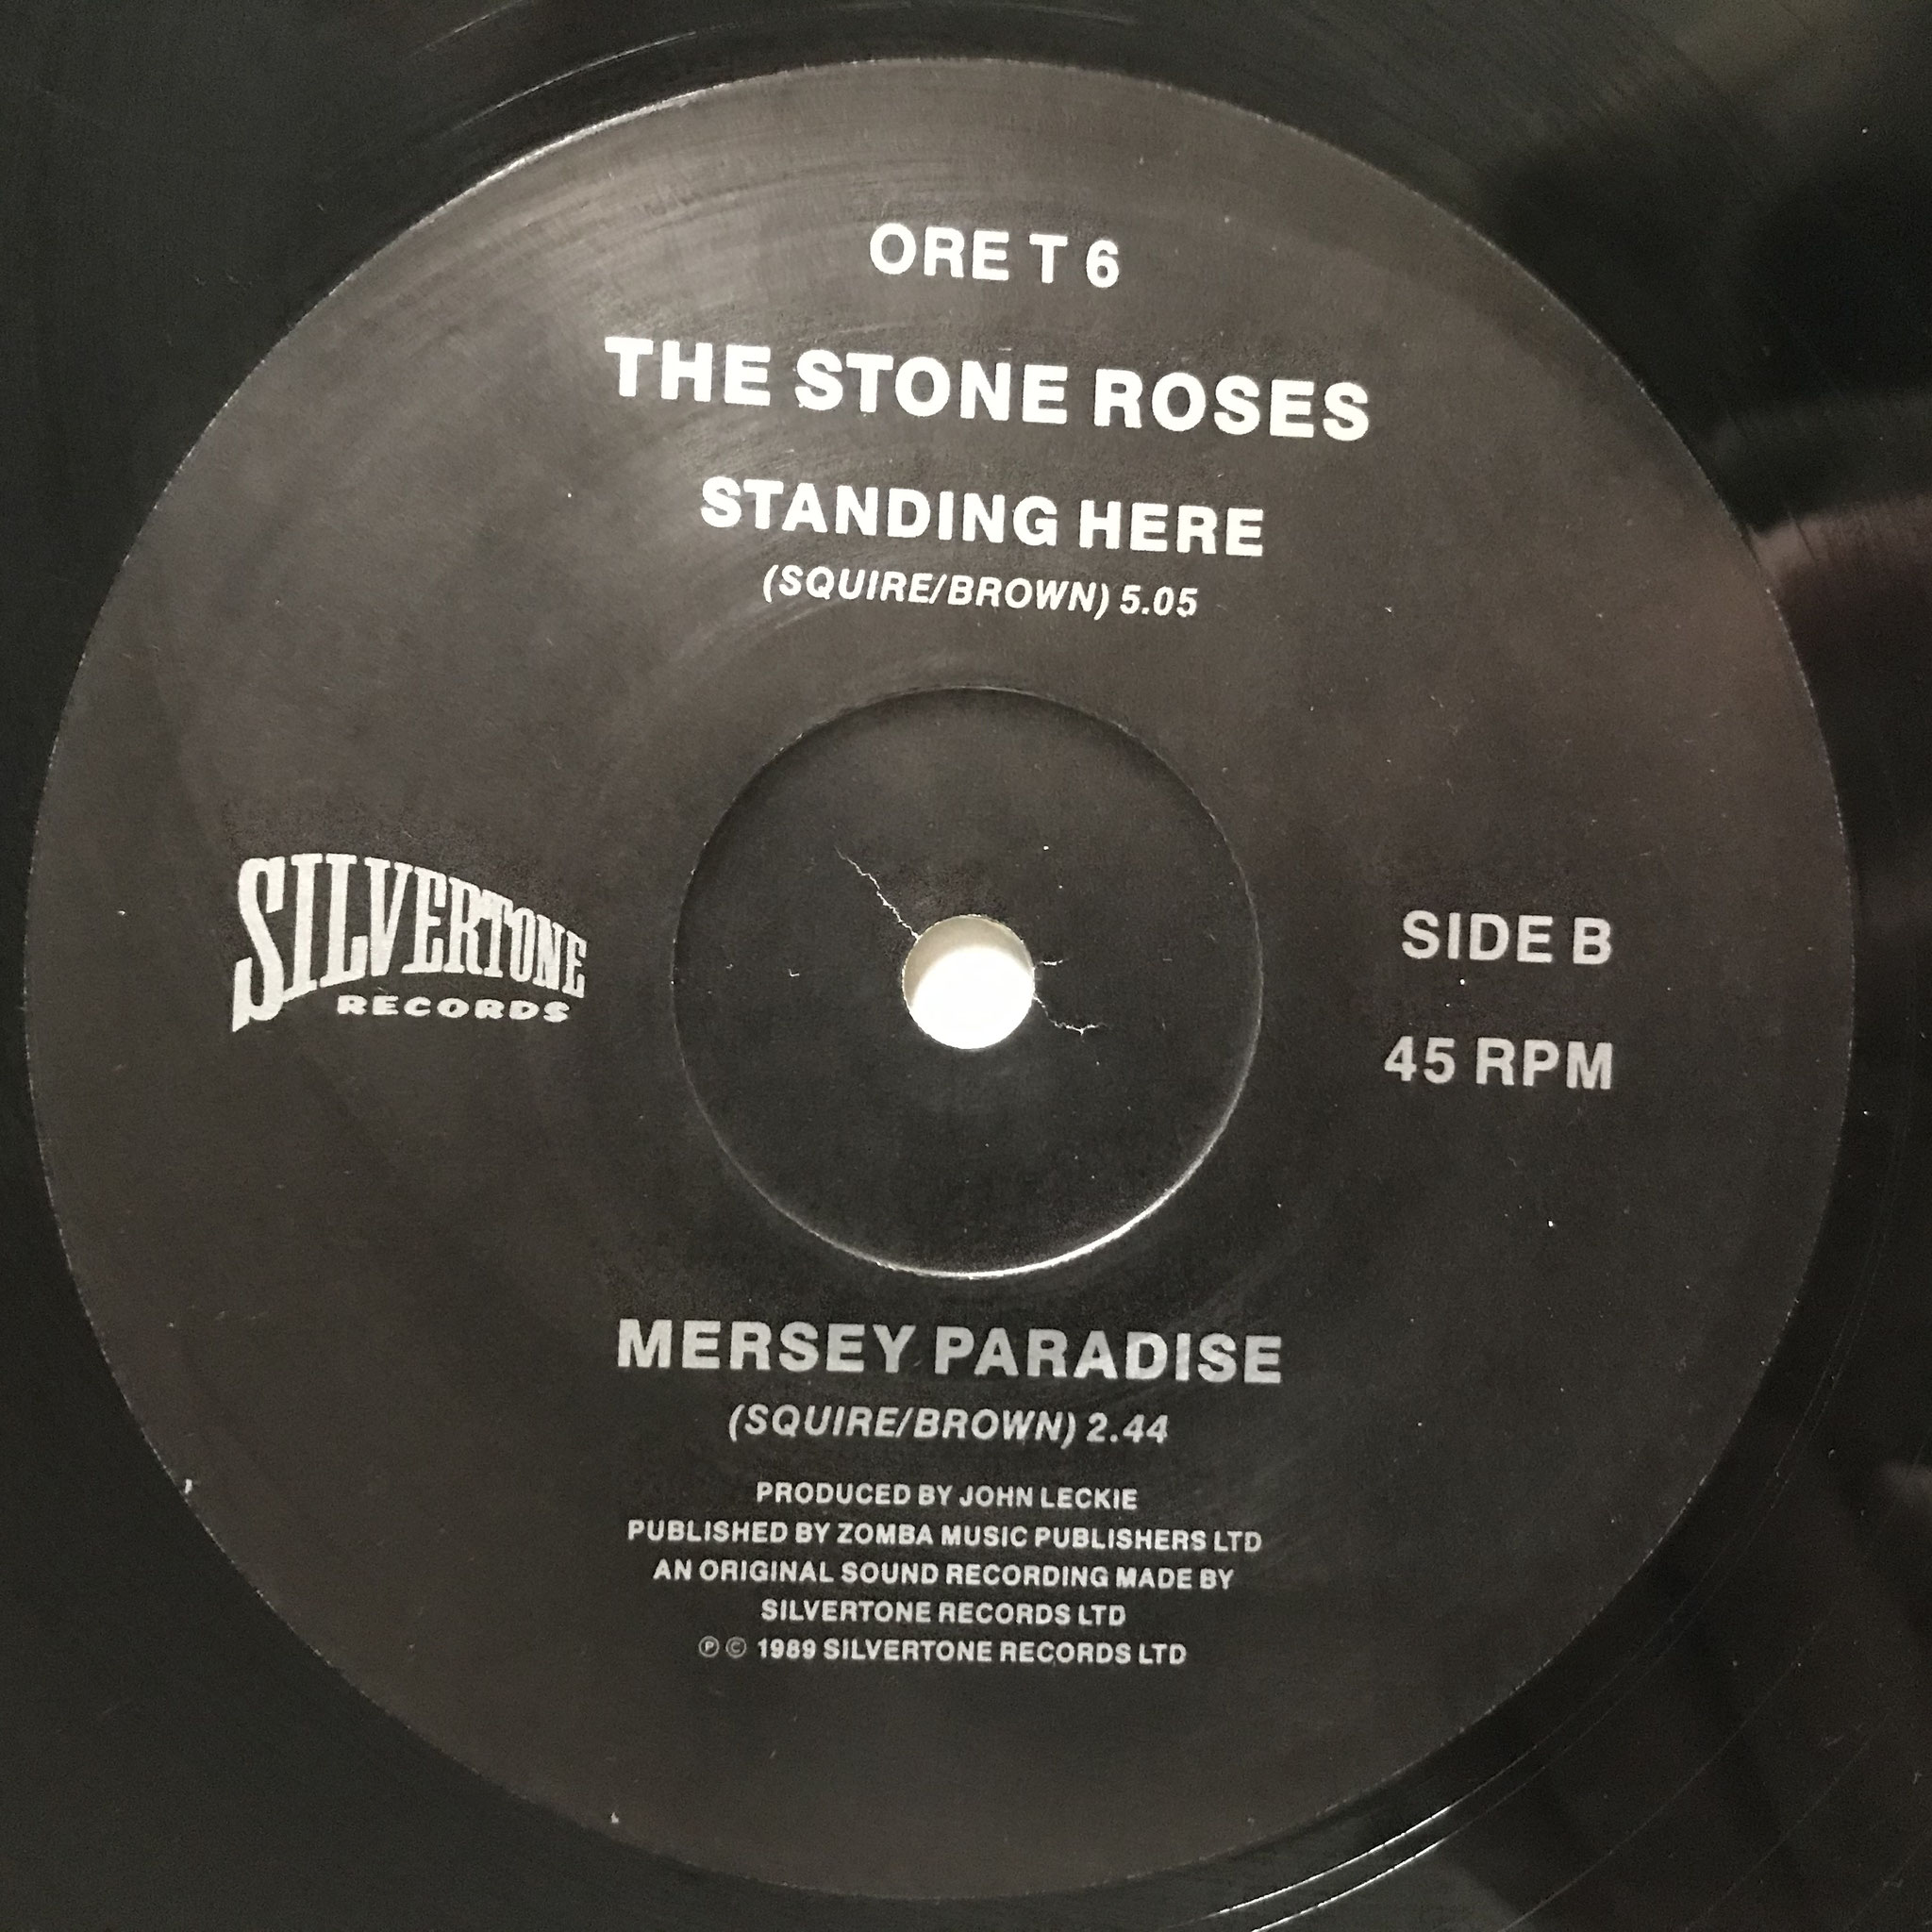 ORE T 6
THE STONE ROSES
STANDING HERE
(SQUIRE/BROWN) 5.05
SILVERTONE
RECORDS
SIDE B
45 RPM
MERSEY PARADISE
(SQUIRE/BROWN) 2.44
PRODUCED BY JOHN LECKIE
PUBLISHED BY ZOMBA MUSIC PUBLISHERS LTD
AN ORIGINAL SOUND RECORDING MADE BY
SILVERTONE RECORDS LTD
℗ © 1989 SILVERTONE RECORDS LTD